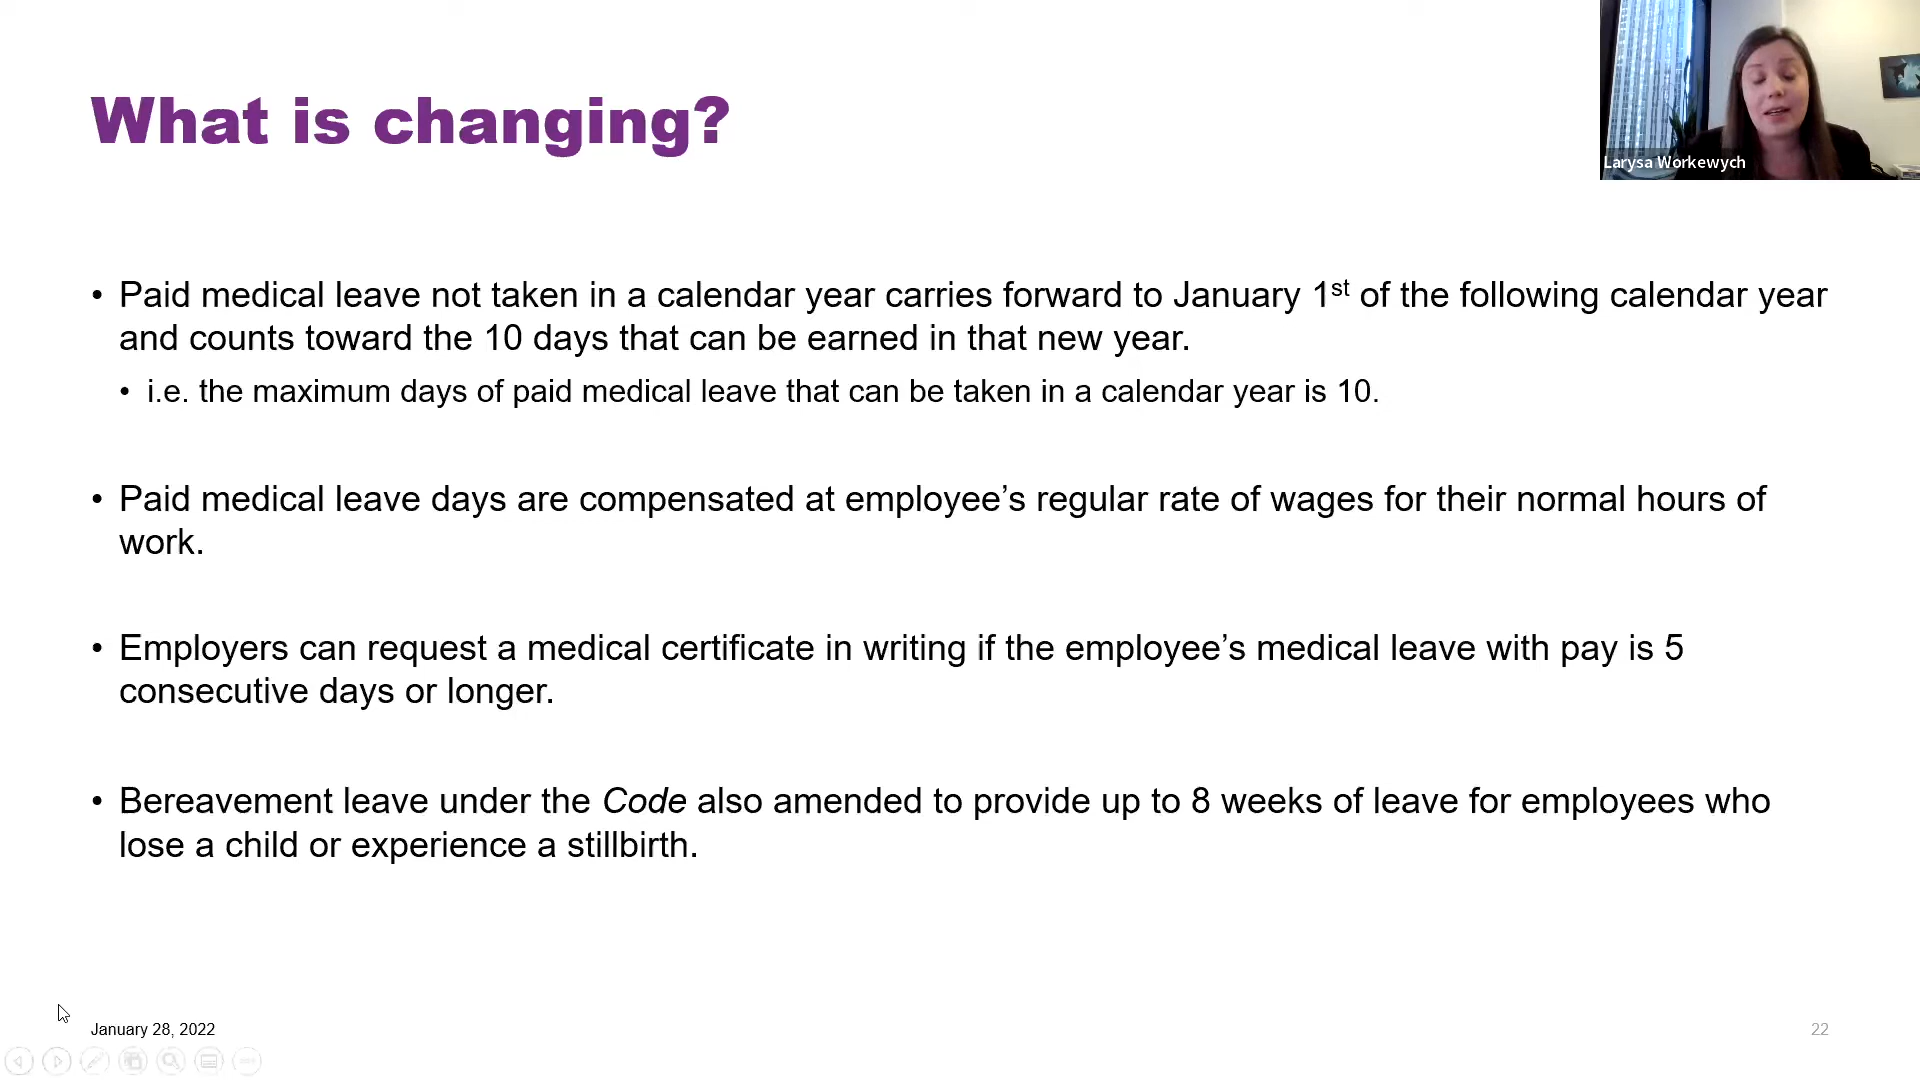 What is changing?
Larysa Workewych
• Paid medical leave not taken in a calendar year carries forward to January 1st of the following calendar year
and counts toward the 10 days that can be earned in that new year.
• i.e. the maximum days of paid medical leave that can be taken in a calendar year is 10.
• Paid medical leave days are compensated at employee’s regular rate of wages for their normal hours of
work.
• Employers can request a medical certificate in writing if the employee’s medical leave with pay is 5
consecutive days or longer.
• Bereavement leave under the Code also amended to provide up to 8 weeks of leave for employees who
lose a child or experience a stillbirth.
January 28, 2022
22